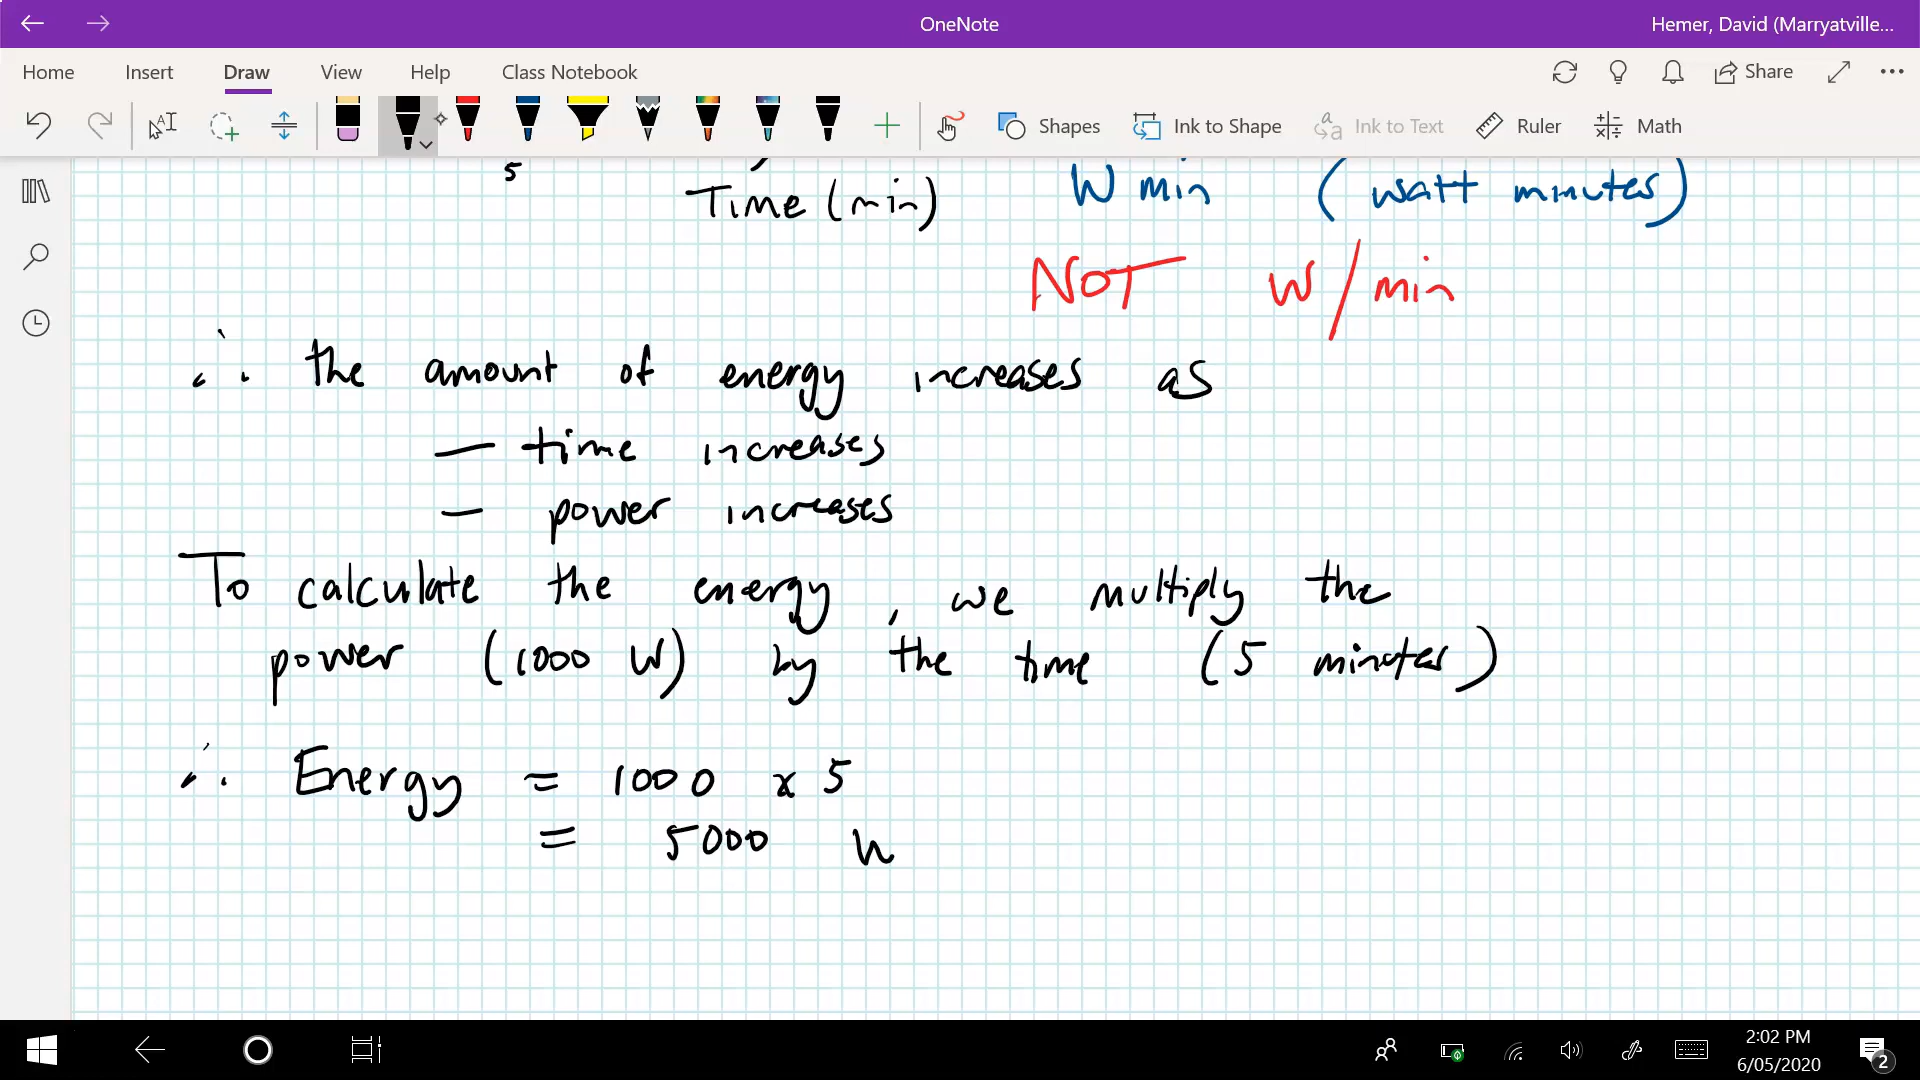 OneNote
Hemer, David (Marryatville...
Home Insert Draw View Help Class Notebook Share
Shapes Ink to Shape Ink to Text Ruler Math
5
Time (min)
W min (watt minutes)
NOT W/min
∴ the amount of energy increases as
— time increases
— power increases
To calculate the energy, we multiply the
power (1000 W) by the time (5 minutes)
∴ Energy = 1000 x 5
= 5000 W
2:02 PM
6/05/2020
2